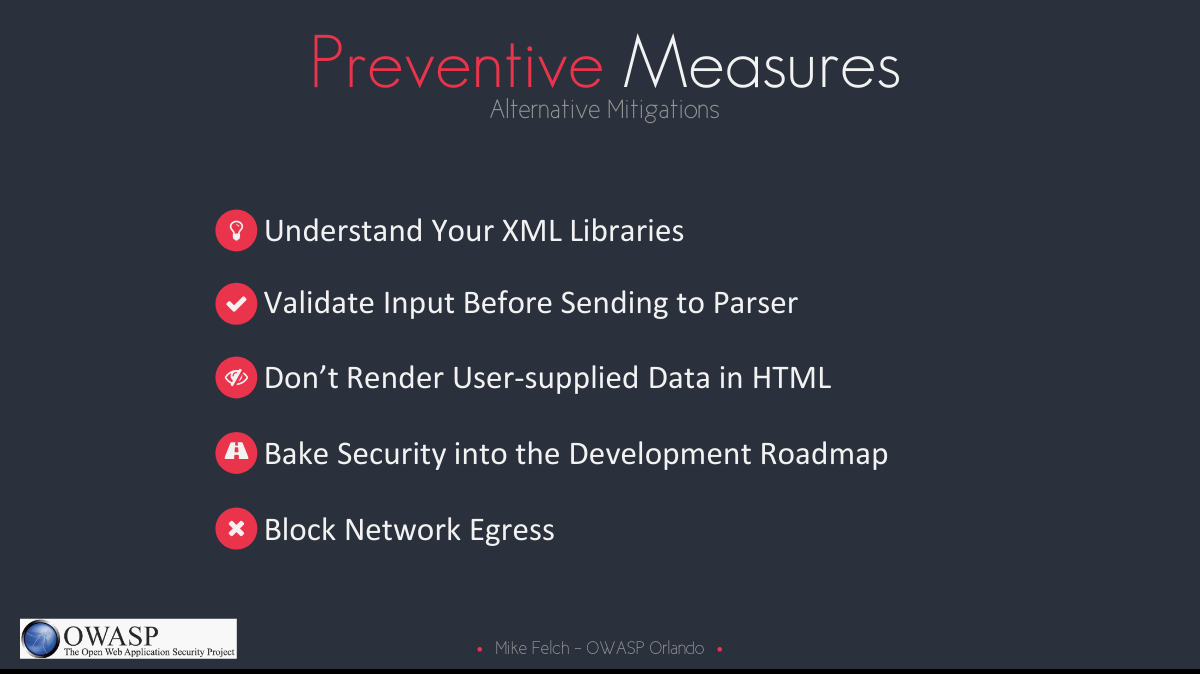 Preventive Measures
Alternative Mitigations
Understand Your XML Libraries
Validate Input Before Sending to Parser
Don’t Render User-supplied Data in HTML
Bake Security into the Development Roadmap
Block Network Egress
OWASP
The Open Web Application Security Project
• Mike Felch – OWASP Orlando •